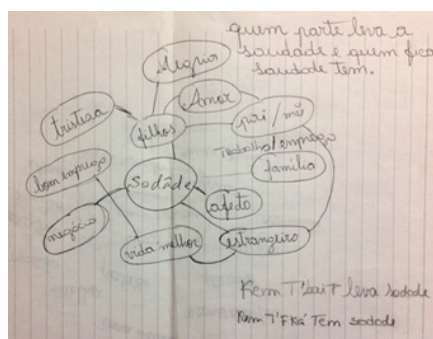 quem parte leva a
saudade e quem fica
saudade tem.
Alegria
Amor
tristeza
filhos
pai / mãe
Trabalho/emprego
família
bom emprego
Sodáde
afeto
negócio
vida melhor
estrangeiro
Kem T'bai T leva sodade
Kem T'FKá Tem sodade